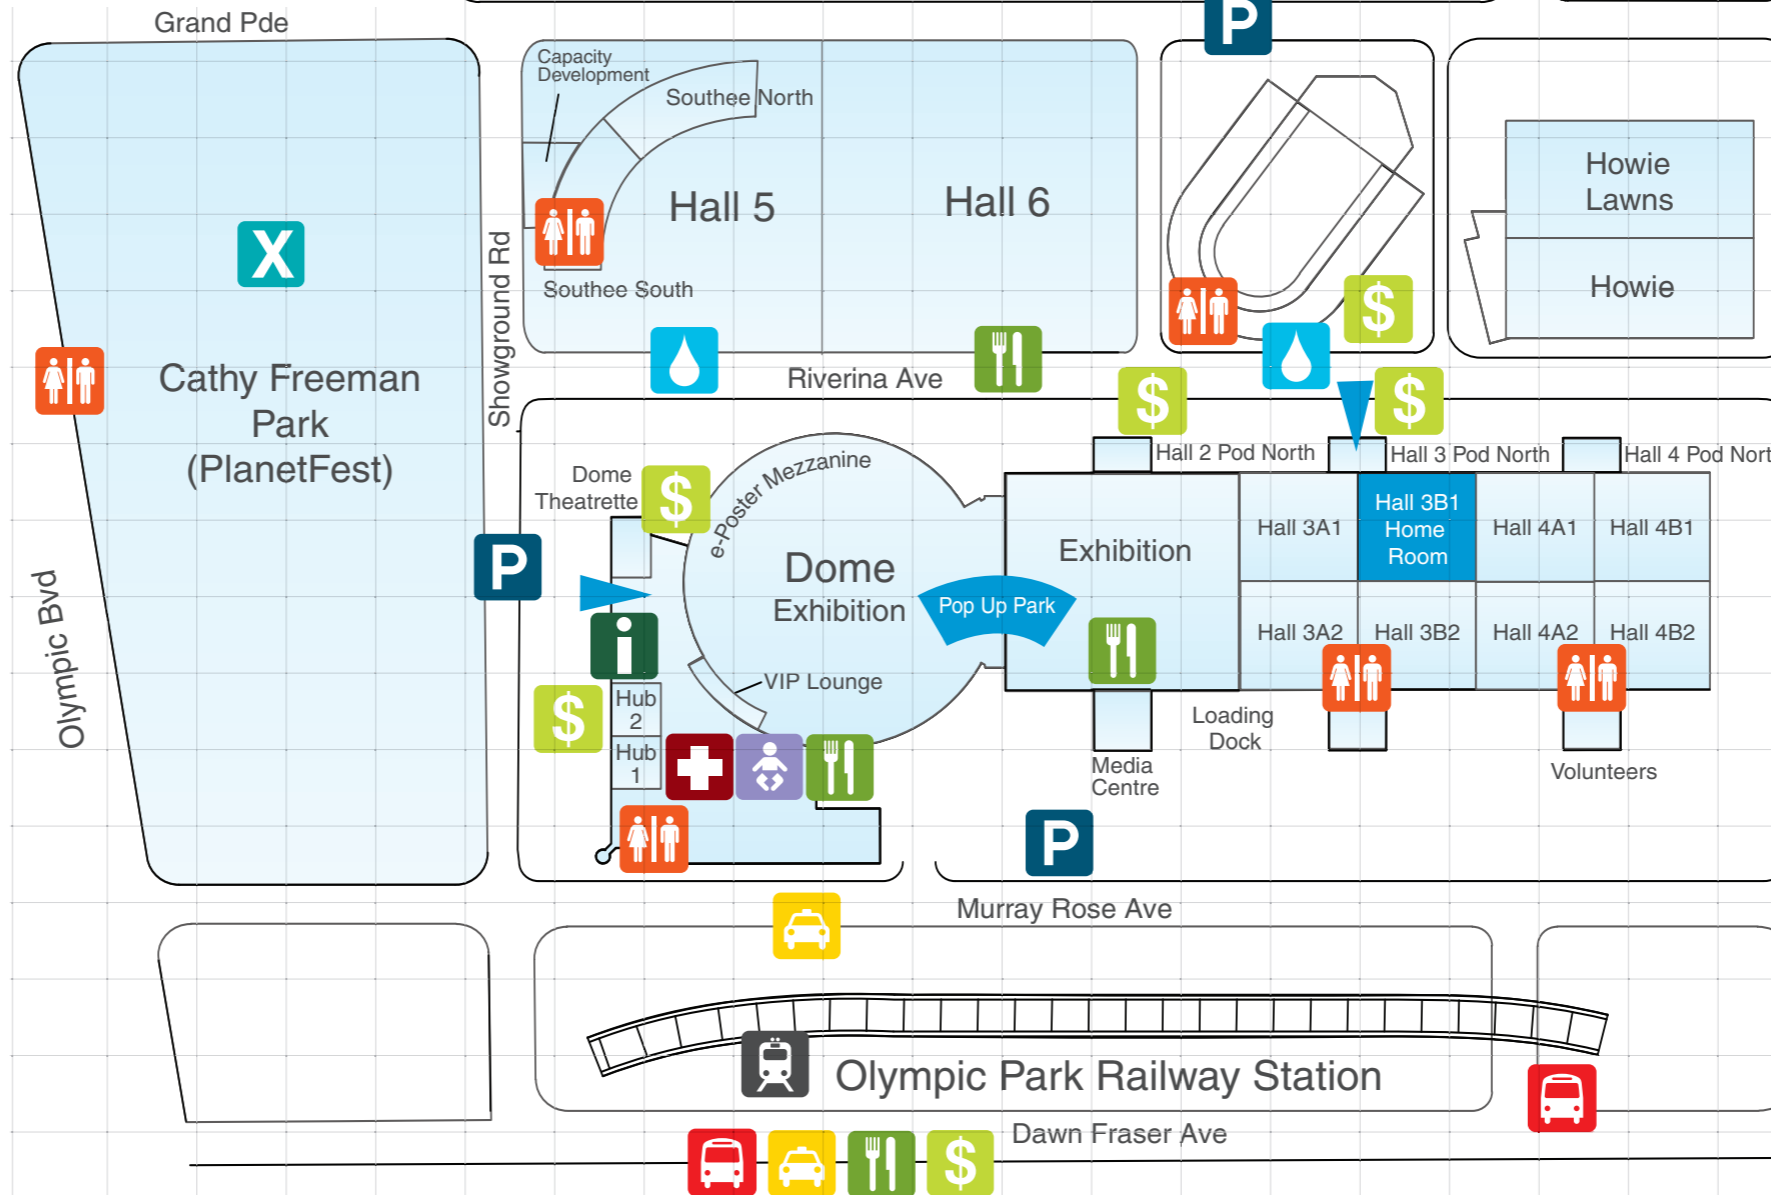 Grand Pde
P
Capacity
Development
Southee North
Hall 5
Hall 6
Howie
Lawns
Howie
X
Southee South
$
Showground Rd
Cathy Freeman
Park
(PlanetFest)
Riverina Ave
$
$
Hall 2 Pod North
Hall 3 Pod North
Hall 4 Pod Nort
Dome
Theatrette
$
e-Poster Mezzanine
Hall 3A1
Hall 3B1
Home
Room
Hall 4A1
Hall 4B1
P
Dome
Exhibition
Exhibition
Pop Up Park
Olympic Bvd
i
Hall 3A2
Hall 3B2
Hall 4A2
Hall 4B2
VIP Lounge
$
Hub
2
Hub
1
Loading
Dock
Media
Centre
Volunteers
P
Murray Rose Ave
Olympic Park Railway Station
Dawn Fraser Ave
$